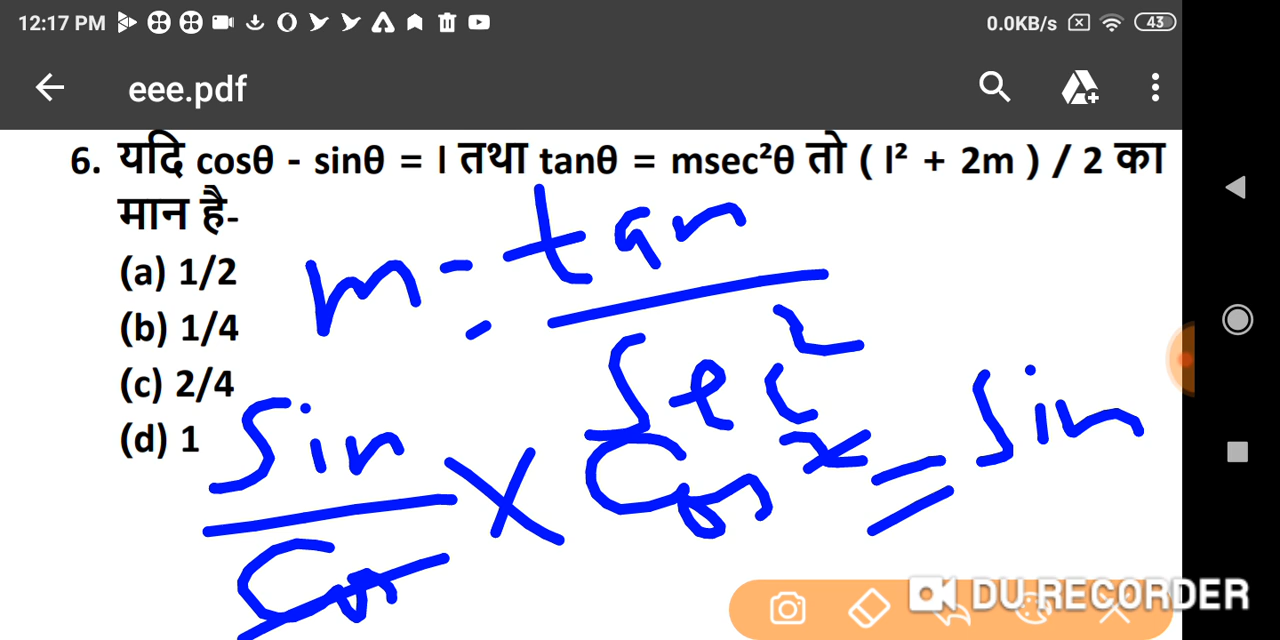 12:17 PM 0.0KB/s 43
eee.pdf
6. यदि cosθ - sinθ = l तथा tanθ = msec²θ तो ( l² + 2m ) / 2 का
मान है-
(a) 1/2
(b) 1/4
(c) 2/4
(d) 1
m = tan
sec²
sin × cos² = sin
cos
DU RECORDER